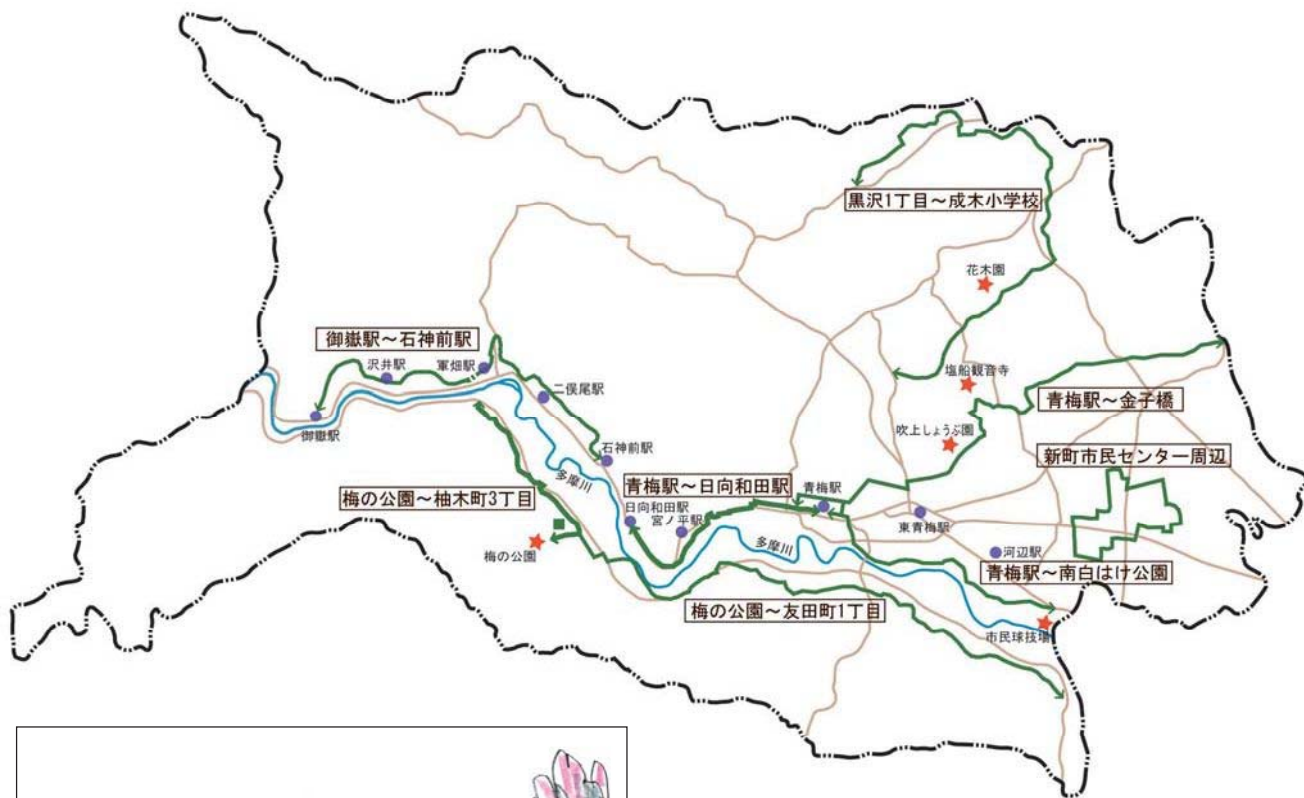 黒沢1丁目～成木小学校
花木園
御嶽駅～石神前駅
沢井駅
軍畑駅
二俣尾駅
塩船観音寺
青梅駅～金子橋
御嶽駅
吹上しょうぶ園
石神前駅
新町市民センター周辺
多摩川
青梅駅～日向和田駅
青梅駅
梅の公園～柚木町3丁目
日向和田駅
宮ノ平駅
東青梅駅
多摩川
梅の公園
河辺駅
青梅駅～南白はけ公園
梅の公園～友田町1丁目
市民球技場